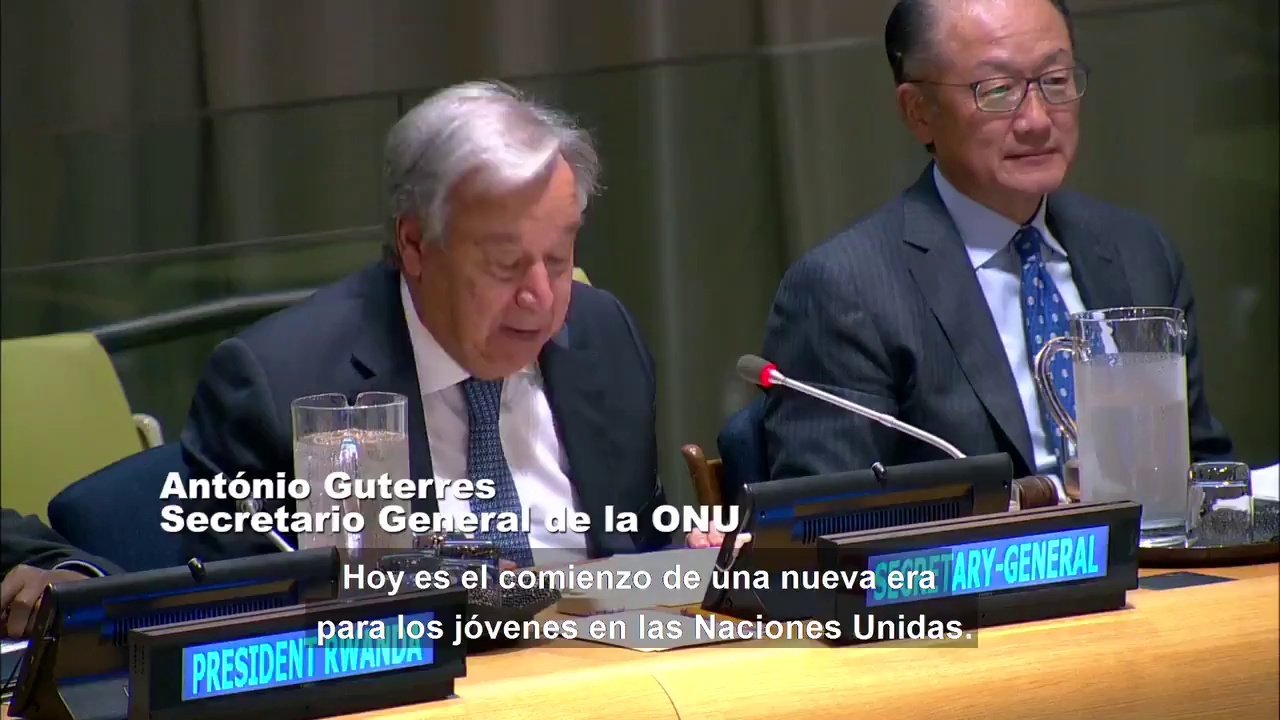 António Guterres
Secretario General de la ONU
Hoy es el comienzo de una nueva era
para los jóvenes en las Naciones Unidas.
SECRETARY-GENERAL
PRESIDENT RWANDA